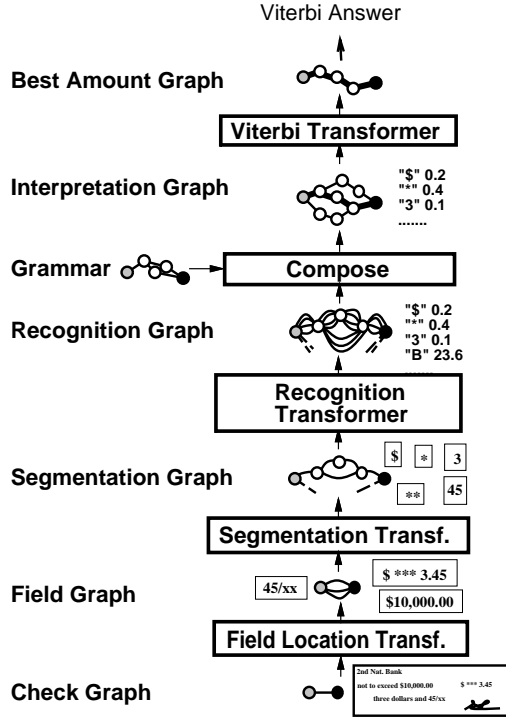 Viterbi Answer
Best Amount Graph
Viterbi Transformer
Interpretation Graph
"$" 0.2
"*" 0.4
"3" 0.1
.......
Grammar
Compose
Recognition Graph
"$" 0.2
"*" 0.4
"3" 0.1
"B" 23.6
.......
Recognition
Transformer
Segmentation Graph
$ * 3
** 45
Segmentation Transf.
Field Graph
45/xx
$ *** 3.45
$10,000.00
Field Location Transf.
Check Graph
2nd Nat. Bank
not to exceed $10,000.00 $ *** 3.45
three dollars and 45/xx